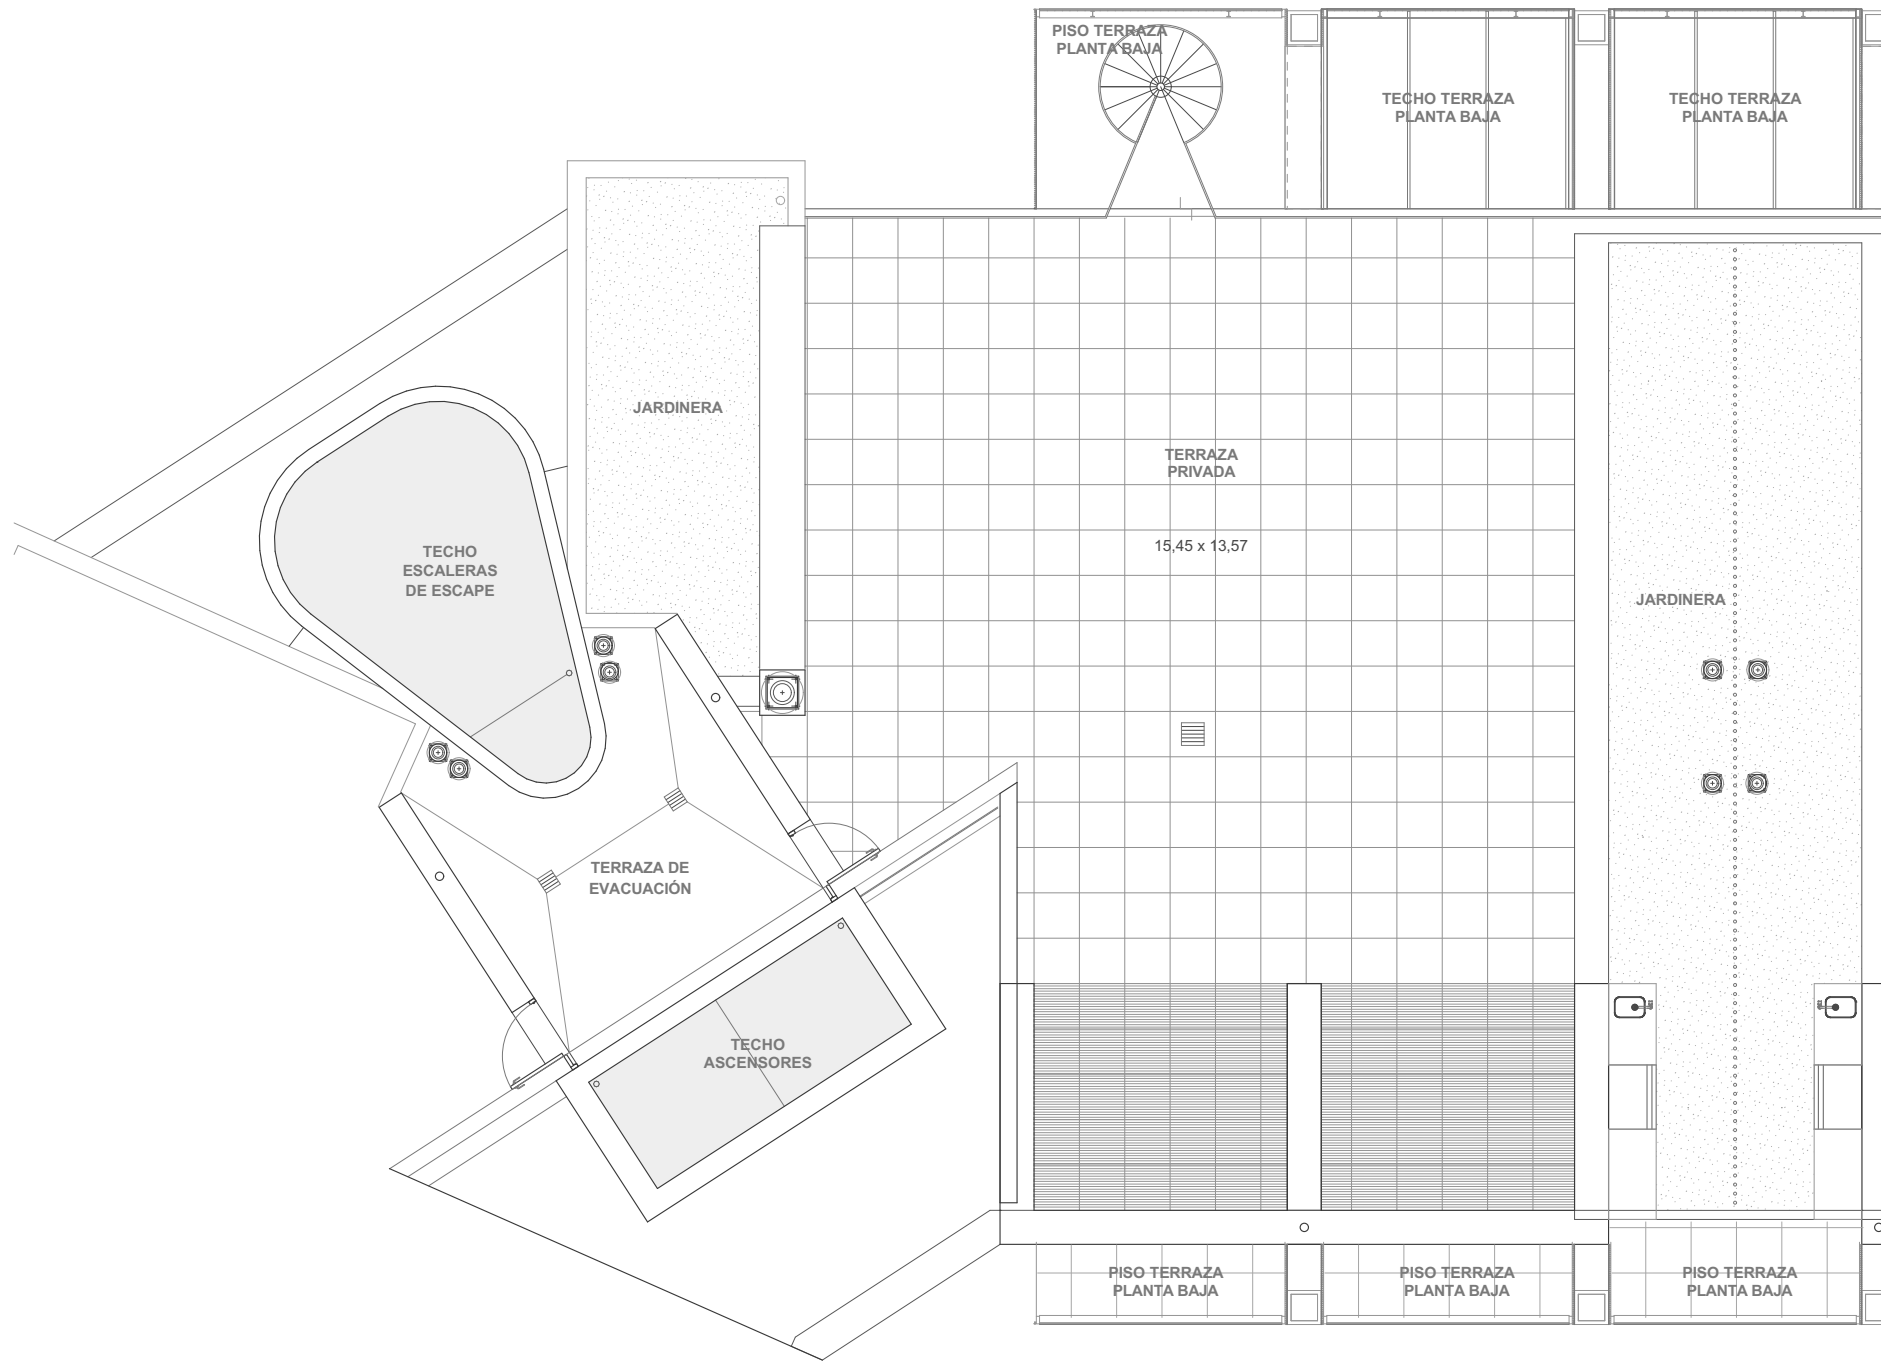 PISO TERRAZA
PLANTA BAJA
TECHO TERRAZA
PLANTA BAJA
TECHO TERRAZA
PLANTA BAJA
JARDINERA
TERRAZA
PRIVADA
15,45 x 13,57
TECHO
ESCALERAS
DE ESCAPE
JARDINERA
TERRAZA DE
EVACUACIÓN
TECHO
ASCENSORES
PISO TERRAZA
PLANTA BAJA
PISO TERRAZA
PLANTA BAJA
PISO TERRAZA
PLANTA BAJA